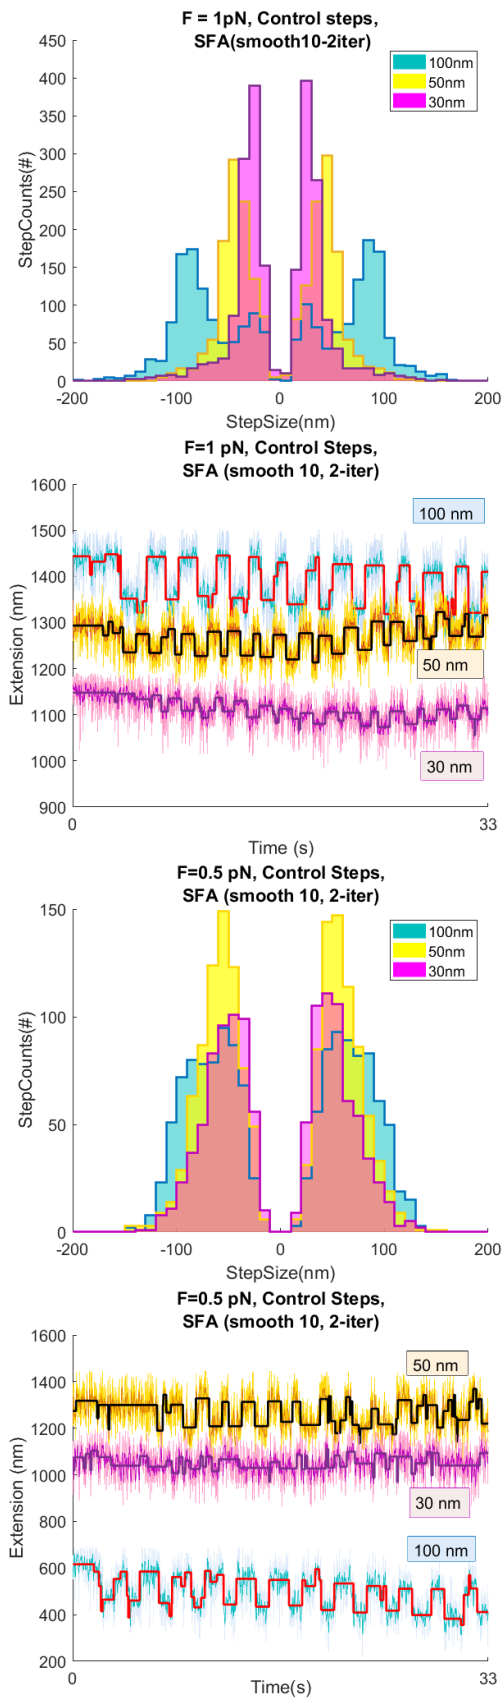 F = 1pN, Control steps,
SFA(smooth10-2iter)
450
400
350
300
250
200
150
100
50
0
StepCounts(#)
100nm
50nm
30nm
-200
-100
0
100
200
StepSize(nm)
F=1 pN, Control Steps,
SFA (smooth 10, 2-iter)
1600
1500
1400
1300
1200
1100
1000
900
Extension (nm)
100 nm
50 nm
30 nm
0
33
Time (s)
F=0.5 pN, Control Steps,
SFA (smooth 10, 2-iter)
150
100
50
0
StepCounts(#)
100nm
50nm
30nm
-200
-100
0
100
200
StepSize(nm)
F=0.5 pN, Control Steps,
SFA (smooth 10, 2-iter)
1600
1400
1200
1000
800
600
400
200
Extension (nm)
50 nm
30 nm
100 nm
0
33
Time(s)